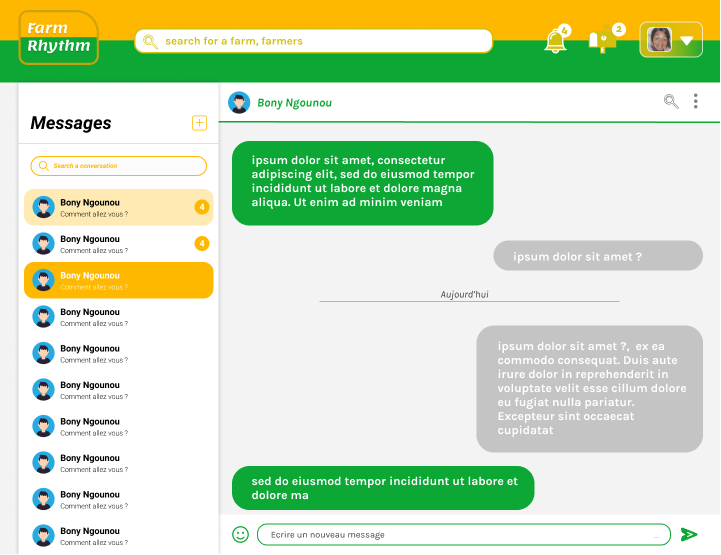 Farm
Rhythm
search for a farm, farmers
4
2
Messages
Search a conversation
Bony Ngounou
Comment allez vous ?
4
Bony Ngounou
Comment allez vous ?
4
Bony Ngounou
Comment allez vous ?
Bony Ngounou
Comment allez vous ?
Bony Ngounou
Comment allez vous ?
Bony Ngounou
Comment allez vous ?
Bony Ngounou
Comment allez vous ?
Bony Ngounou
Comment allez vous ?
Bony Ngounou
Comment allez vous ?
Bony Ngounou
Comment allez vous ?
Bony Ngounou
ipsum dolor sit amet, consectetur
adipiscing elit, sed do eiusmod tempor
incididunt ut labore et dolore magna
aliqua. Ut enim ad minim veniam
ipsum dolor sit amet ?
Aujourd'hui
ipsum dolor sit amet ?, ex ea
commodo consequat. Duis aute
irure dolor in reprehenderit in
voluptate velit esse cillum dolore
eu fugiat nulla pariatur.
Excepteur sint occaecat
cupidatat
sed do eiusmod tempor incididunt ut labore et
dolore ma
Ecrire un nouveau message
...